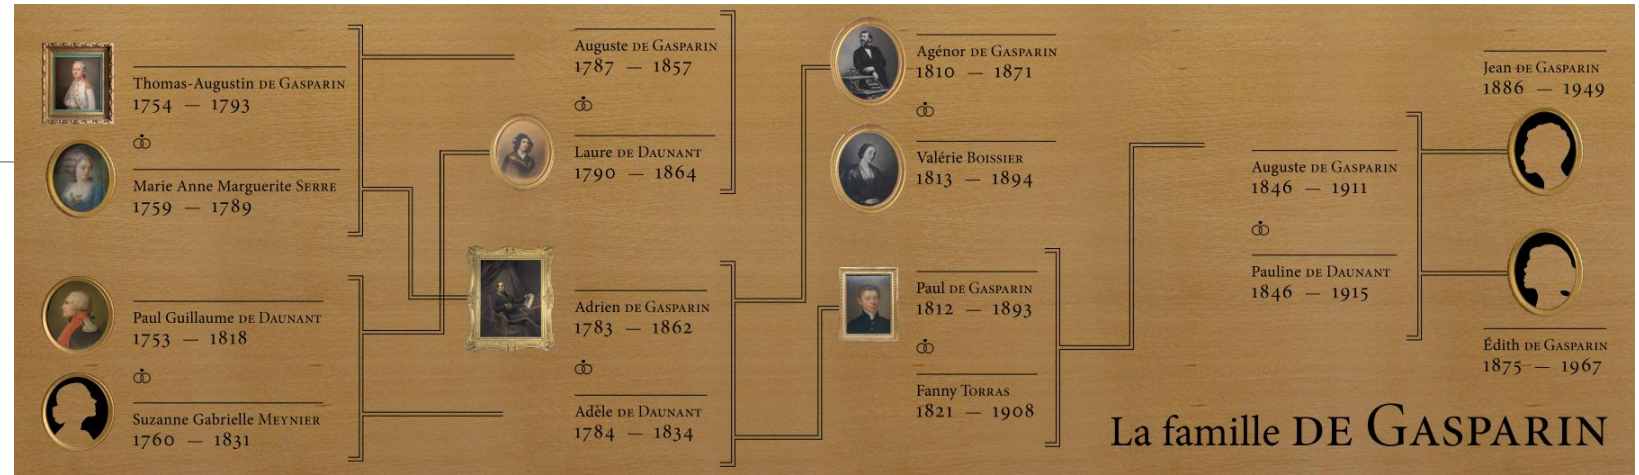 Thomas-Augustin DE GASPARIN
1754 — 1793
Marie Anne Marguerite SERRE
1759 — 1789
Paul Guillaume DE DAUNANT
1753 — 1818
Suzanne Gabrielle MEYNIER
1760 — 1831
Auguste DE GASPARIN
1787 — 1857
Laure DE DAUNANT
1790 — 1864
Adrien DE GASPARIN
1783 — 1862
Adèle DE DAUNANT
1784 — 1834
Agénor DE GASPARIN
1810 — 1871
Valérie BOISSIER
1813 — 1894
Paul DE GASPARIN
1812 — 1893
Fanny TORRAS
1821 — 1908
Auguste DE GASPARIN
1846 — 1911
Pauline DE DAUNANT
1846 — 1915
Jean DE GASPARIN
1886 — 1949
Édith DE GASPARIN
1875 — 1967
La famille DE GASPARIN